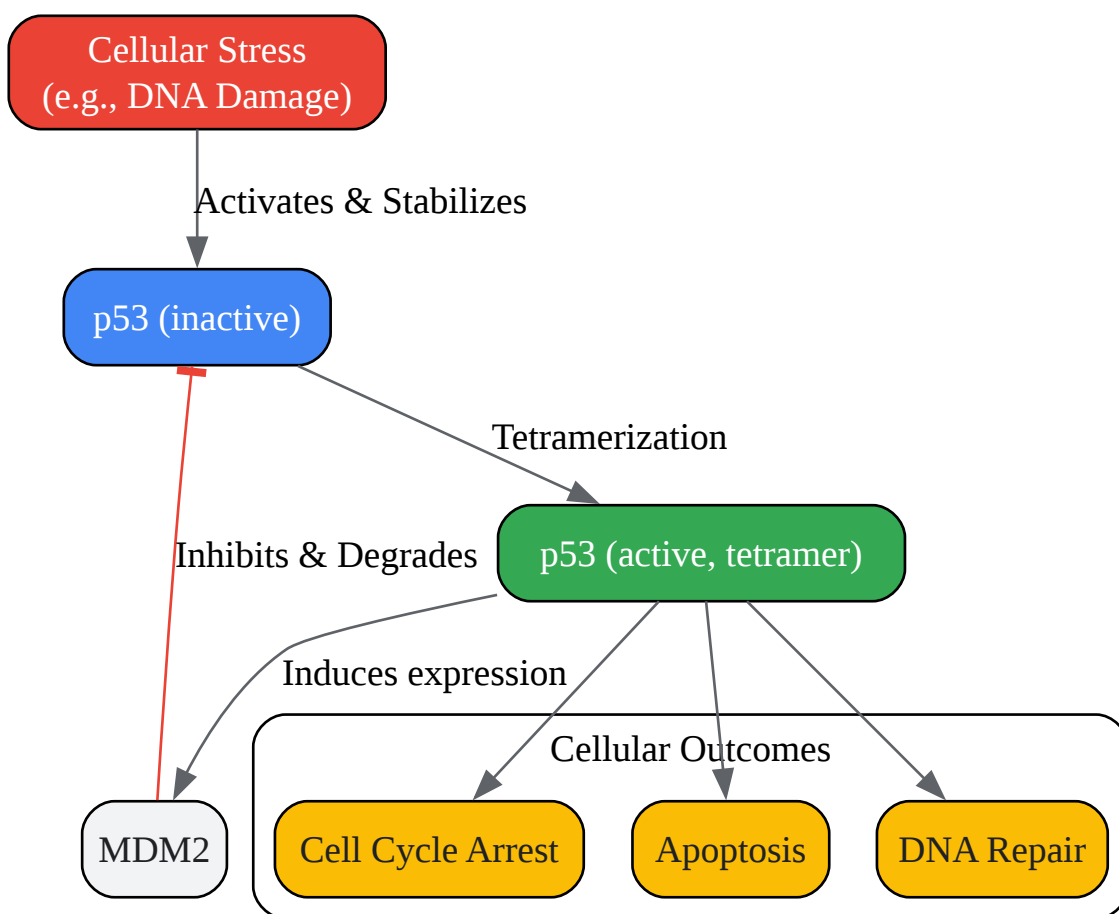 Cellular Stress
(e.g., DNA Damage)
Activates & Stabilizes
p53 (inactive)
Tetramerization
p53 (active, tetramer)
Inhibits & Degrades
Induces expression
Cellular Outcomes
MDM2
Cell Cycle Arrest
Apoptosis
DNA Repair